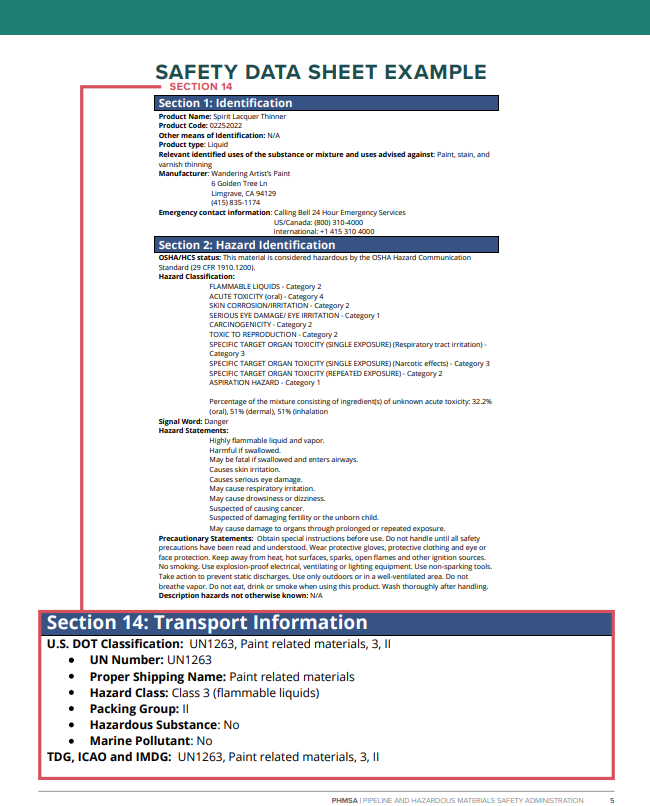 SAFETY DATA SHEET EXAMPLE
SECTION 14
Section 1: Identification
Product Name: Spirit Lacquer Thinner
Product Code: 02252022
Other means of Identification: N/A
Product type: Liquid
Relevant identified uses of the substance or mixture and uses advised against: Paint, stain, and
varnish thinning
Manufacturer: Wandering Artist's Paint
6 Golden Tree Ln
Limgrave, CA 94129
(415) 835-1174
Emergency contact information: Calling Bell 24 Hour Emergency Services
US/Canada: (800) 310-4000
International: +1 415 310 4000
Section 2: Hazard Identification
OSHA/HCS status: This material is considered hazardous by the OSHA Hazard Communication
Standard (29 CFR 1910.1200).
Hazard Classification:
FLAMMABLE LIQUIDS - Category 2
ACUTE TOXICITY (oral) - Category 4
SKIN CORROSION/IRRITATION - Category 2
SERIOUS EYE DAMAGE/ EYE IRRITATION - Category 1
CARCINOGENICITY - Category 2
TOXIC TO REPRODUCTION - Category 2
SPECIFIC TARGET ORGAN TOXICITY (SINGLE EXPOSURE) (Respiratory tract irritation) -
Category 3
SPECIFIC TARGET ORGAN TOXICITY (SINGLE EXPOSURE) (Narcotic effects) - Category 3
SPECIFIC TARGET ORGAN TOXICITY (REPEATED EXPOSURE) - Category 2
ASPIRATION HAZARD - Category 1
Percentage of the mixture consisting of ingredient(s) of unknown acute toxicity: 32.2%
(oral), 51% (dermal), 51% (inhalation
Signal Word: Danger
Hazard Statements:
Highly flammable liquid and vapor.
Harmful if swallowed.
May be fatal if swallowed and enters airways.
Causes skin irritation.
Causes serious eye damage.
May cause respiratory irritation.
May cause drowsiness or dizziness.
Suspected of causing cancer.
Suspected of damaging fertility or the unborn child.
May cause damage to organs through prolonged or repeated exposure.
Precautionary Statements: Obtain special instructions before use. Do not handle until all safety
precautions have been read and understood. Wear protective gloves, protective clothing and eye or
face protection. Keep away from heat, hot surfaces, sparks, open flames and other ignition sources.
No smoking. Use explosion-proof electrical, ventilating or lighting equipment. Use non-sparking tools.
Take action to prevent static discharges. Use only outdoors or in a well-ventilated area. Do not
breathe vapor. Do not eat, drink or smoke when using this product. Wash thoroughly after handling.
Description hazards not otherwise known: N/A
Section 14: Transport Information
U.S. DOT Classification: UN1263, Paint related materials, 3, II
• UN Number: UN1263
• Proper Shipping Name: Paint related materials
• Hazard Class: Class 3 (flammable liquids)
• Packing Group: II
• Hazardous Substance: No
• Marine Pollutant: No
TDG, ICAO and IMDG: UN1263, Paint related materials, 3, II
PHMSA | PIPELINE AND HAZARDOUS MATERIALS SAFETY ADMINISTRATION 5